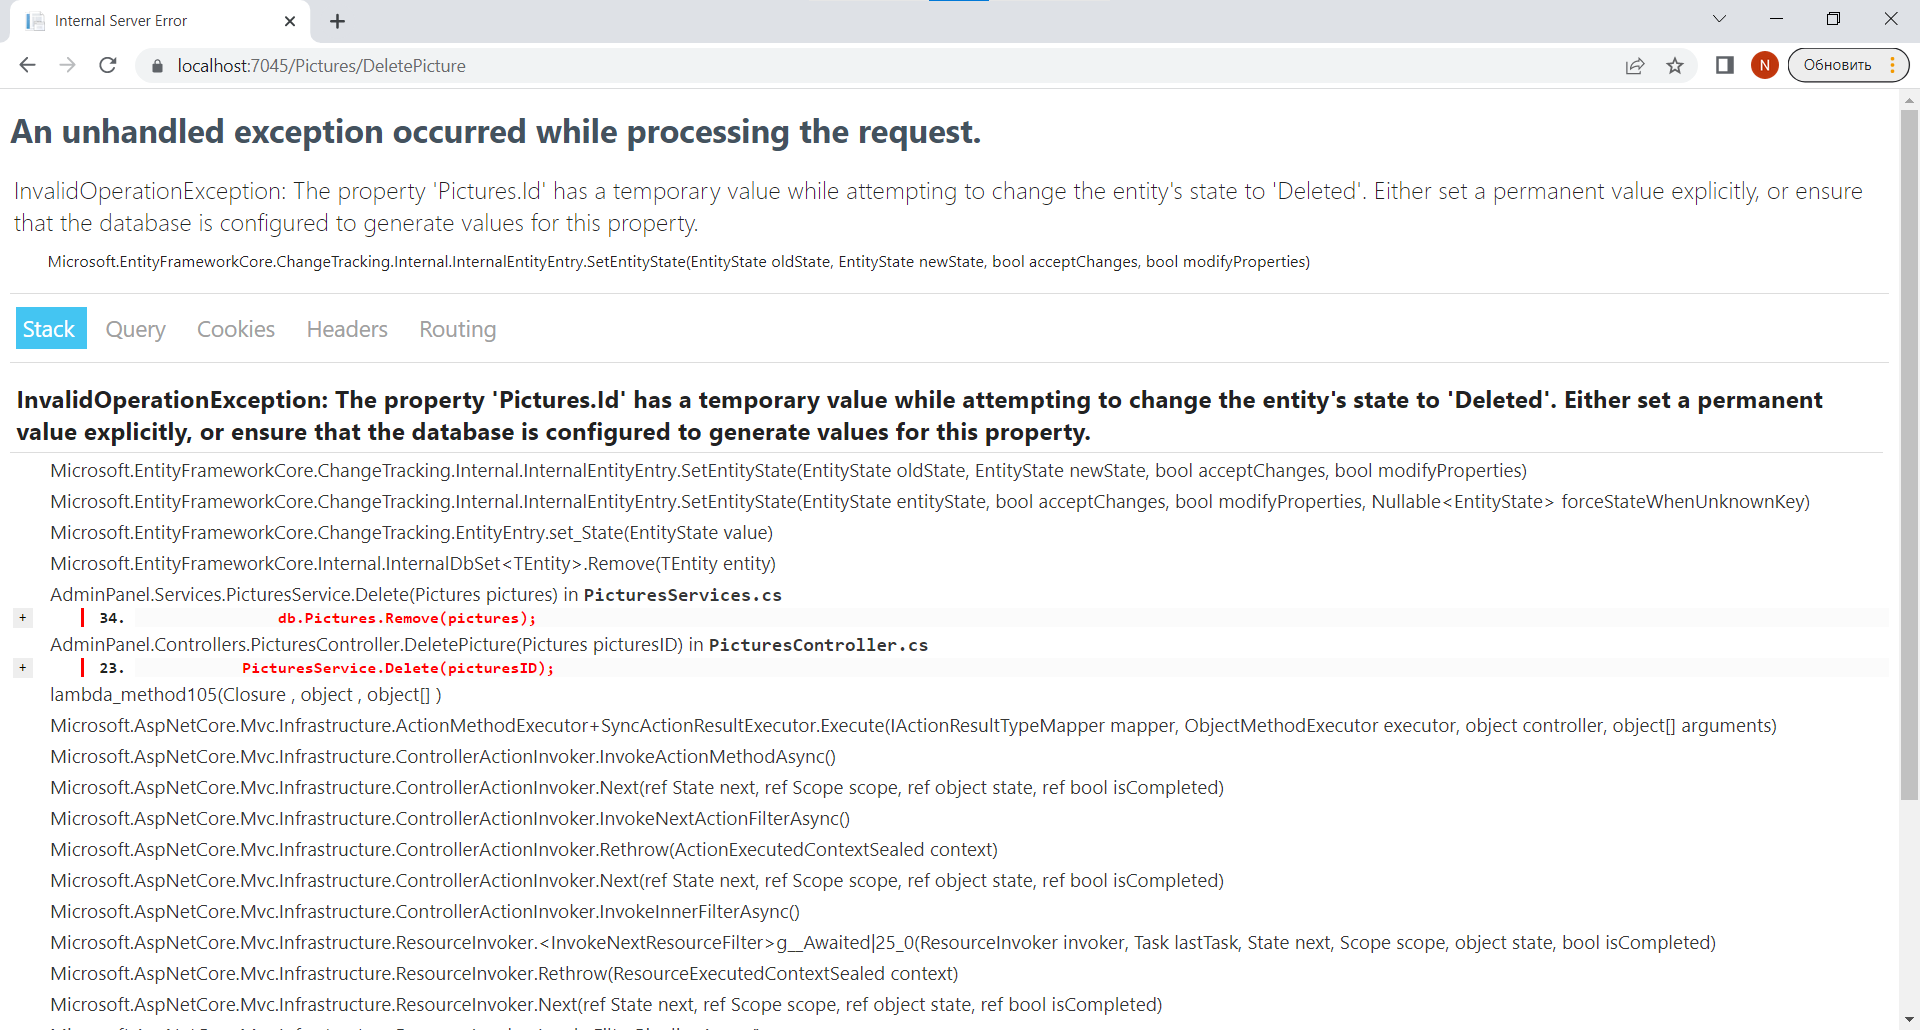 Internal Server Error
localhost:7045/Pictures/DeletePicture
N
Обновить
An unhandled exception occurred while processing the request.
InvalidOperationException: The property 'Pictures.Id' has a temporary value while attempting to change the entity's state to 'Deleted'. Either set a permanent value explicitly, or ensure
that the database is configured to generate values for this property.
Microsoft.EntityFrameworkCore.ChangeTracking.Internal.InternalEntityEntry.SetEntityState(EntityState oldState, EntityState newState, bool acceptChanges, bool modifyProperties)
Stack Query Cookies Headers Routing
InvalidOperationException: The property 'Pictures.Id' has a temporary value while attempting to change the entity's state to 'Deleted'. Either set a permanent
value explicitly, or ensure that the database is configured to generate values for this property.
Microsoft.EntityFrameworkCore.ChangeTracking.Internal.InternalEntityEntry.SetEntityState(EntityState oldState, EntityState newState, bool acceptChanges, bool modifyProperties)
Microsoft.EntityFrameworkCore.ChangeTracking.Internal.InternalEntityEntry.SetEntityState(EntityState entityState, bool acceptChanges, bool modifyProperties, Nullable<EntityState> forceStateWhenUnknownKey)
Microsoft.EntityFrameworkCore.ChangeTracking.EntityEntry.set_State(EntityState value)
Microsoft.EntityFrameworkCore.Internal.InternalDbSet<TEntity>.Remove(TEntity entity)
AdminPanel.Services.PicturesService.Delete(Pictures pictures) in PicturesServices.cs
+ 34. db.Pictures.Remove(pictures);
AdminPanel.Controllers.PicturesController.DeletePicture(Pictures picturesID) in PicturesController.cs
+ 23. PicturesService.Delete(picturesID);
lambda_method105(Closure , object , object[] )
Microsoft.AspNetCore.Mvc.Infrastructure.ActionMethodExecutor+SyncActionResultExecutor.Execute(IActionResultTypeMapper mapper, ObjectMethodExecutor executor, object controller, object[] arguments)
Microsoft.AspNetCore.Mvc.Infrastructure.ControllerActionInvoker.InvokeActionMethodAsync()
Microsoft.AspNetCore.Mvc.Infrastructure.ControllerActionInvoker.Next(ref State next, ref Scope scope, ref object state, ref bool isCompleted)
Microsoft.AspNetCore.Mvc.Infrastructure.ControllerActionInvoker.InvokeNextActionFilterAsync()
Microsoft.AspNetCore.Mvc.Infrastructure.ControllerActionInvoker.Rethrow(ActionExecutedContextSealed context)
Microsoft.AspNetCore.Mvc.Infrastructure.ControllerActionInvoker.Next(ref State next, ref Scope scope, ref object state, ref bool isCompleted)
Microsoft.AspNetCore.Mvc.Infrastructure.ControllerActionInvoker.InvokeInnerFilterAsync()
Microsoft.AspNetCore.Mvc.Infrastructure.ResourceInvoker.<InvokeNextResourceFilter>g__Awaited|25_0(ResourceInvoker invoker, Task lastTask, State next, Scope scope, object state, bool isCompleted)
Microsoft.AspNetCore.Mvc.Infrastructure.ResourceInvoker.Rethrow(ResourceExecutedContextSealed context)
Microsoft.AspNetCore.Mvc.Infrastructure.ResourceInvoker.Next(ref State next, ref Scope scope, ref object state, ref bool isCompleted)